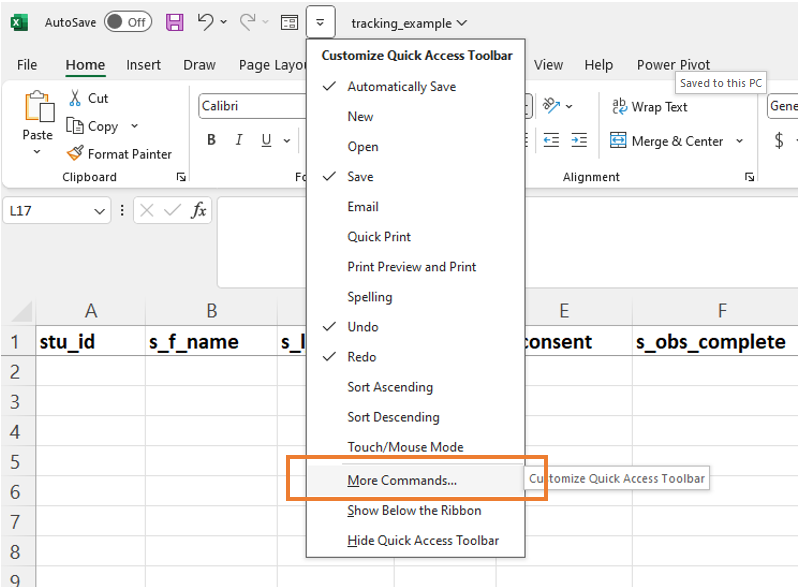 AutoSave Off tracking_example
File Home Insert Draw Page Layou View Help Power Pivot
Saved to this PC
Customize Quick Access Toolbar
Automatically Save
New
Open
Save
Email
Quick Print
Print Preview and Print
Spelling
Undo
Redo
Sort Ascending
Sort Descending
Touch/Mouse Mode
More Commands...
Show Below the Ribbon
Hide Quick Access Toolbar
Customize Quick Access Toolbar
Paste
Cut
Copy
Format Painter
Clipboard
Calibri
B I U
Fo
ab Wrap Text
Merge & Center
Alignment
Gene
$
L17 fx
A B E F
1 stu_id s_f_name s_l consent s_obs_complete
2
3
4
5
6
7
8
9